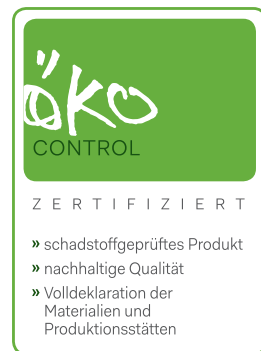 öKO
CONTROL
ZERTIFIZIERT
» schadstoffgeprüftes Produkt
» nachhaltige Qualität
» Volldeklaration der
Materialien und
Produktionsstätten